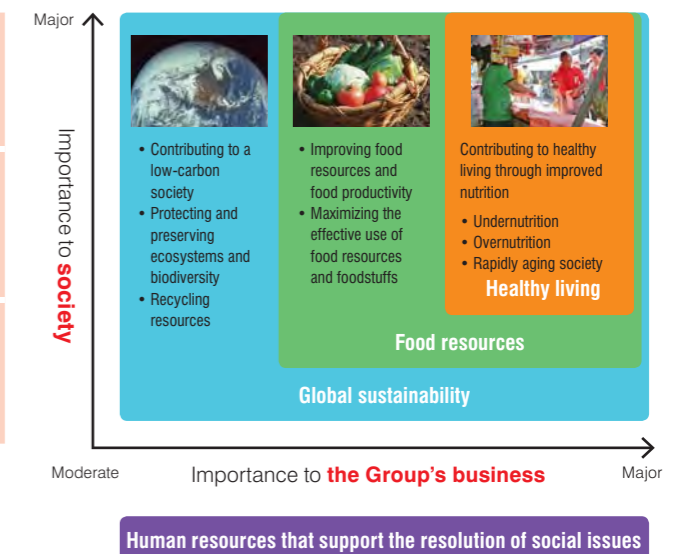 Major
Importance to society
• Contributing to a
low-carbon
society
• Protecting and
preserving
ecosystems and
biodiversity
• Recycling
resources
• Improving food
resources and
food productivity
• Maximizing the
effective use of
food resources
and foodstuffs
Contributing to healthy
living through improved
nutrition
• Undernutrition
• Overnutrition
• Rapidly aging society
Healthy living
Food resources
Global sustainability
Moderate
Importance to the Group's business
Major
Human resources that support the resolution of social issues